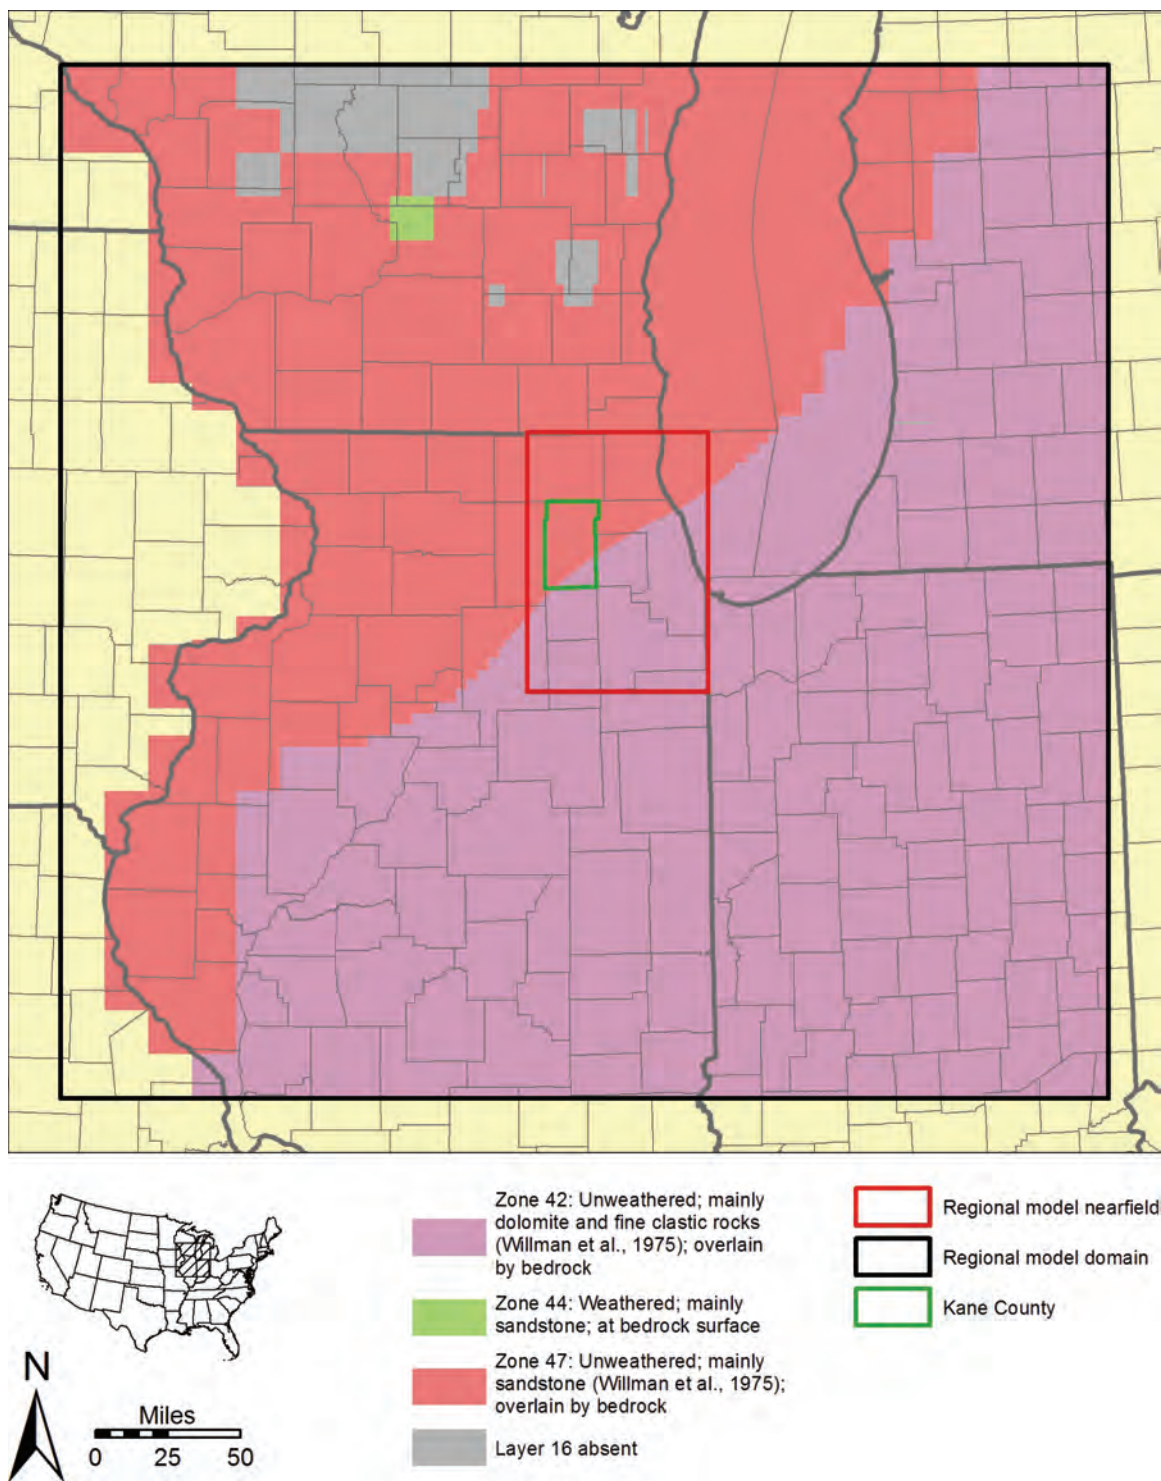 Zone 42: Unweathered; mainly
dolomite and fine clastic rocks
(Willman et al., 1975); overlain
by bedrock
Zone 44: Weathered; mainly
sandstone; at bedrock surface
Zone 47: Unweathered; mainly
sandstone (Willman et al., 1975);
overlain by bedrock
Layer 16 absent
Regional model nearfield
Regional model domain
Kane County
N
Miles
0 25 50